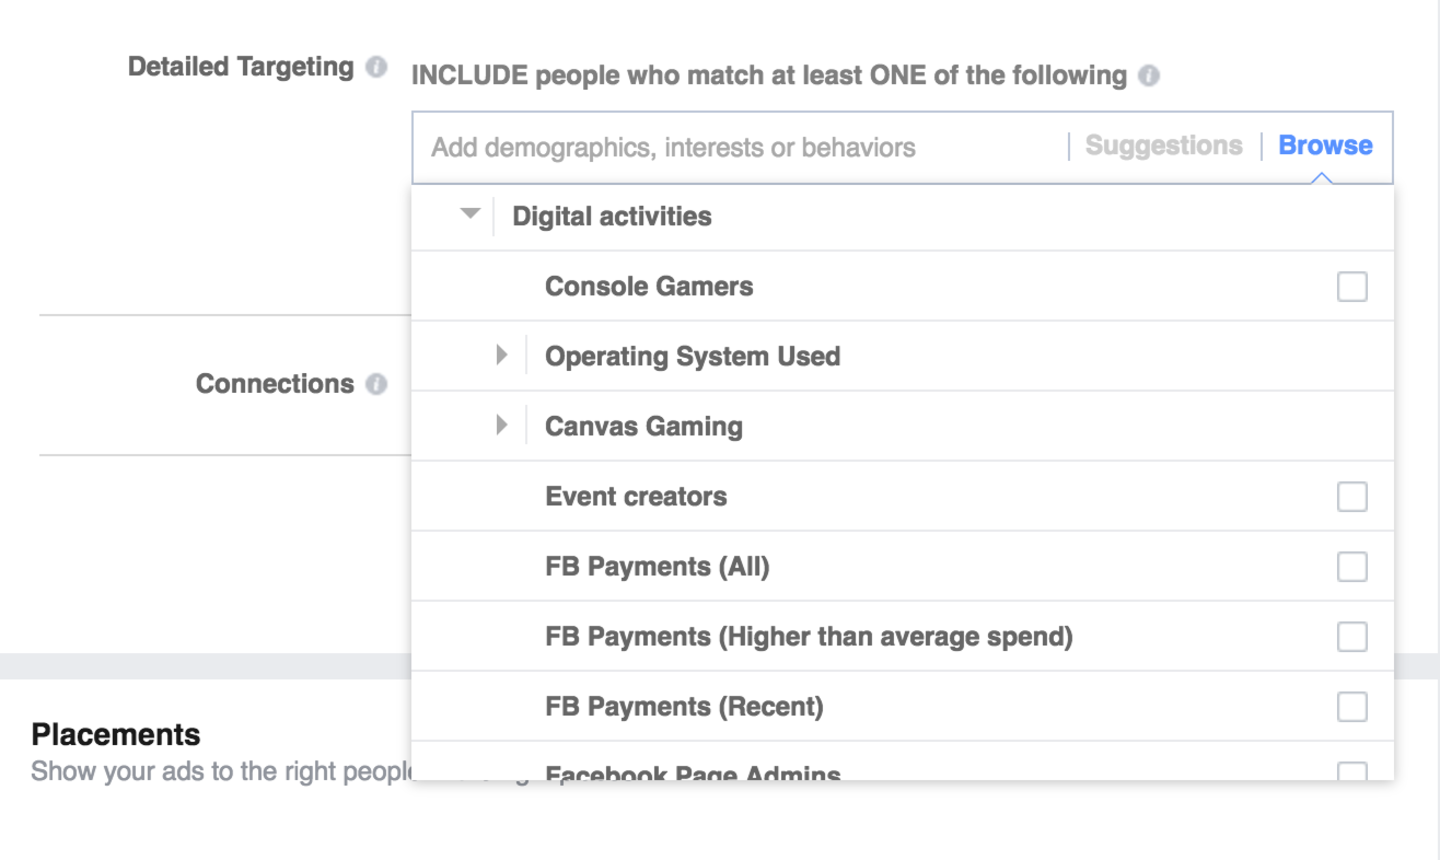 Detailed Targeting
INCLUDE people who match at least ONE of the following
Add demographics, interests or behaviors
Suggestions
Browse
Digital activities
Console Gamers
Operating System Used
Connections
Canvas Gaming
Event creators
FB Payments (All)
FB Payments (Higher than average spend)
FB Payments (Recent)
Placements
Show your ads to the right people
Facebook Page Admins